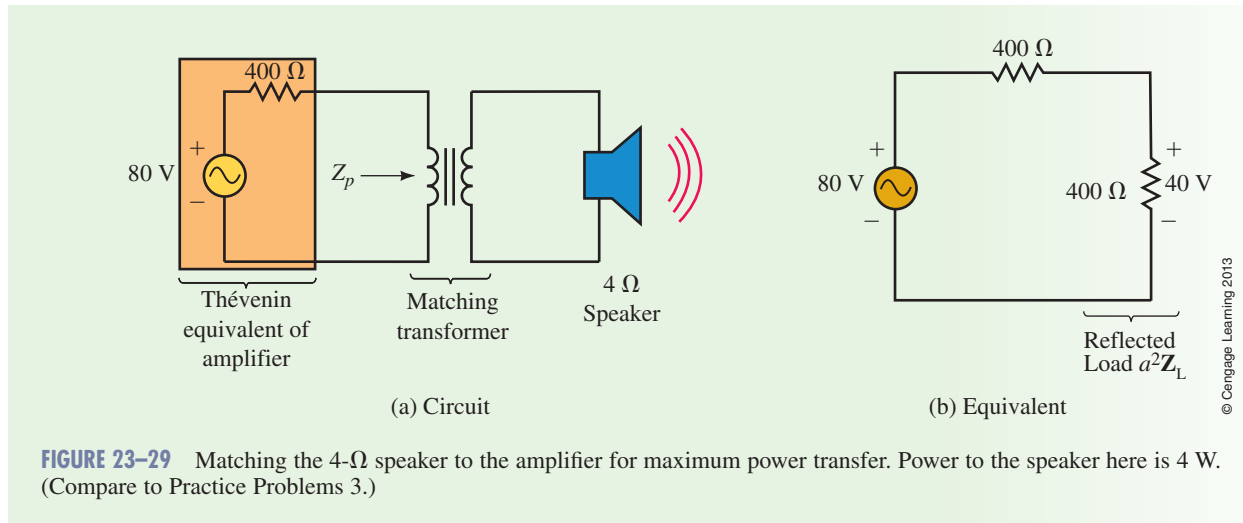 400 Ω
+
80 V
−
Zₚ
Thévenin
equivalent of
amplifier
Matching
transformer
4 Ω
Speaker
(a) Circuit
400 Ω
+
80 V
−
400 Ω
+
40 V
−
Reflected
Load a²Z_L
(b) Equivalent
© Cengage Learning 2013
FIGURE 23–29 Matching the 4-Ω speaker to the amplifier for maximum power transfer. Power to the speaker here is 4 W.
(Compare to Practice Problems 3.)